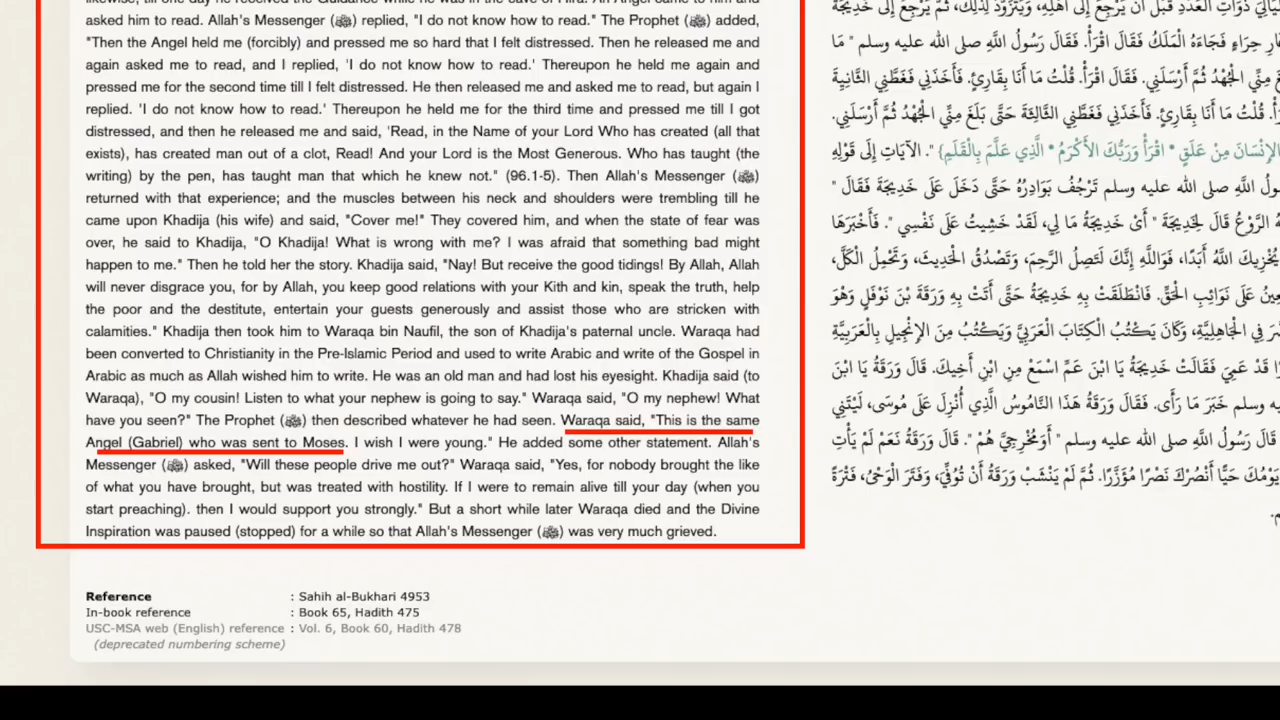 asked him to read. Allah's Messenger (ﷺ) replied, "I do not know how to read." The Prophet (ﷺ) added,
"Then the Angel held me (forcibly) and pressed me so hard that I felt distressed. Then he released me and
again asked me to read, and I replied, 'I do not know how to read.' Thereupon he held me again and
pressed me for the second time till I felt distressed. He then released me and asked me to read, but again I
replied. 'I do not know how to read.' Thereupon he held me for the third time and pressed me till I got
distressed, and then he released me and said, 'Read, in the Name of your Lord Who has created (all that
exists), has created man out of a clot, Read! And your Lord is the Most Generous. Who has taught (the
writing) by the pen, has taught man that which he knew not." (96.1-5). Then Allah's Messenger (ﷺ)
returned with that experience; and the muscles between his neck and shoulders were trembling till he
came upon Khadija (his wife) and said, "Cover me!" They covered him, and when the state of fear was
over, he said to Khadija, "O Khadija! What is wrong with me? I was afraid that something bad might
happen to me." Then he told her the story. Khadija said, "Nay! But receive the good tidings! By Allah, Allah
will never disgrace you, for by Allah, you keep good relations with your Kith and kin, speak the truth, help
the poor and the destitute, entertain your guests generously and assist those who are stricken with
calamities." Khadija then took him to Waraqa bin Naufil, the son of Khadija's paternal uncle. Waraqa had
been converted to Christianity in the Pre-Islamic Period and used to write Arabic and write of the Gospel in
Arabic as much as Allah wished him to write. He was an old man and had lost his eyesight. Khadija said (to
Waraqa), "O my cousin! Listen to what your nephew is going to say." Waraqa said, "O my nephew! What
have you seen?" The Prophet (ﷺ) then described whatever he had seen. Waraqa said, "This is the same
Angel (Gabriel) who was sent to Moses. I wish I were young." He added some other statement. Allah's
Messenger (ﷺ) asked, "Will these people drive me out?" Waraqa said, "Yes, for nobody brought the like
of what you have brought, but was treated with hostility. If I were to remain alive till your day (when you
start preaching). then I would support you strongly." But a short while later Waraqa died and the Divine
Inspiration was paused (stopped) for a while so that Allah's Messenger (ﷺ) was very much grieved.
اللَّيَالِيَ ذَوَاتِ الْعَدَدِ قَبْلَ أَنْ يَرْجِعَ إِلَى أَهْلِهِ، وَيَتَزَوَّدُ لِذَلِكَ، ثُمَّ يَرْجِعُ إِلَى خَدِيجَةَ
غَارِ حِرَاءٍ فَجَاءَهُ الْمَلَكُ فَقَالَ اقْرَأْ. فَقَالَ رَسُولُ اللَّهِ صلى الله عليه وسلم " مَا
مِنِّي الْجُهْدُ ثُمَّ أَرْسَلَنِي. فَقَالَ اقْرَأْ. قُلْتُ مَا أَنَا بِقَارِئٍ. فَأَخَذَنِي فَغَطَّنِي الثَّانِيَةَ
قُلْتُ مَا أَنَا بِقَارِئٍ. فَأَخَذَنِي فَغَطَّنِي الثَّالِثَةَ حَتَّى بَلَغَ مِنِّي الْجُهْدُ ثُمَّ أَرْسَلَنِي.
الإِنْسَانَ مِنْ عَلَقٍ * اقْرَأْ وَرَبُّكَ الأَكْرَمُ * الَّذِي عَلَّمَ بِالْقَلَمِ} ". الآيَاتِ إِلَى قَوْلِهِ
اللَّهِ صلى الله عليه وسلم تَرْجُفُ بَوَادِرُهُ حَتَّى دَخَلَ عَلَى خَدِيجَةَ فَقَالَ "
الرَّوْعُ قَالَ لِخَدِيجَةَ " أَىْ خَدِيجَةُ مَا لِي، لَقَدْ خَشِيتُ عَلَى نَفْسِي ". فَأَخْبَرَهَا
يُخْزِيكَ اللَّهُ أَبَدًا، فَوَاللَّهِ إِنَّكَ لَتَصِلُ الرَّحِمَ، وَتَصْدُقُ الْحَدِيثَ، وَتَحْمِلُ الْكَلَّ،
عَلَى نَوَائِبِ الْحَقِّ. فَانْطَلَقَتْ بِهِ خَدِيجَةُ حَتَّى أَتَتْ بِهِ وَرَقَةَ بْنَ نَوْفَلٍ وَهْوَ
فِي الْجَاهِلِيَّةِ، وَكَانَ يَكْتُبُ الْكِتَابَ الْعَرَبِيَّ وَيَكْتُبُ مِنَ الإِنْجِيلِ بِالْعَرَبِيَّةِ
قَدْ عَمِيَ فَقَالَتْ خَدِيجَةُ يَا ابْنَ عَمِّ اسْمَعْ مِنِ ابْنِ أَخِيكَ. قَالَ وَرَقَةُ يَا ابْنَ
عليه وسلم خَبَرَ مَا رَأَى. فَقَالَ وَرَقَةُ هَذَا النَّامُوسُ الَّذِي أُنْزِلَ عَلَى مُوسَى، لَيْتَنِي
قَالَ رَسُولُ اللَّهِ صلى الله عليه وسلم " أَوَمُخْرِجِيَّ هُمْ ". قَالَ وَرَقَةُ نَعَمْ لَمْ يَأْتِ
يَوْمُكَ حَيًّا أَنْصُرْكَ نَصْرًا مُؤَزَّرًا. ثُمَّ لَمْ يَنْشَبْ وَرَقَةُ أَنْ تُوُفِّيَ، وَفَتَرَ الْوَحْىُ، فَتْرَةً
Reference : Sahih al-Bukhari 4953
In-book reference : Book 65, Hadith 475
USC-MSA web (English) reference : Vol. 6, Book 60, Hadith 478
(deprecated numbering scheme)